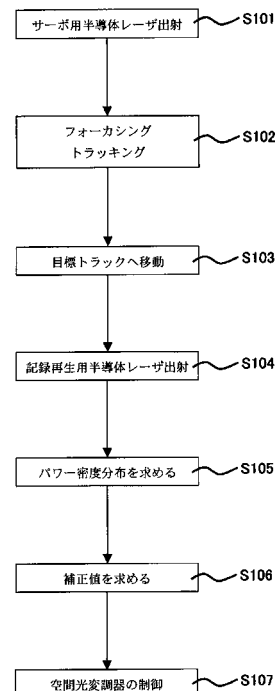 サーボ用半導体レーザ出射
S101
フォーカシング
トラッキング
S102
目標トラックへ移動
S103
記録再生用半導体レーザ出射
S104
パワー密度分布を求める
S105
補正値を求める
S106
空間光変調器の制御
S107